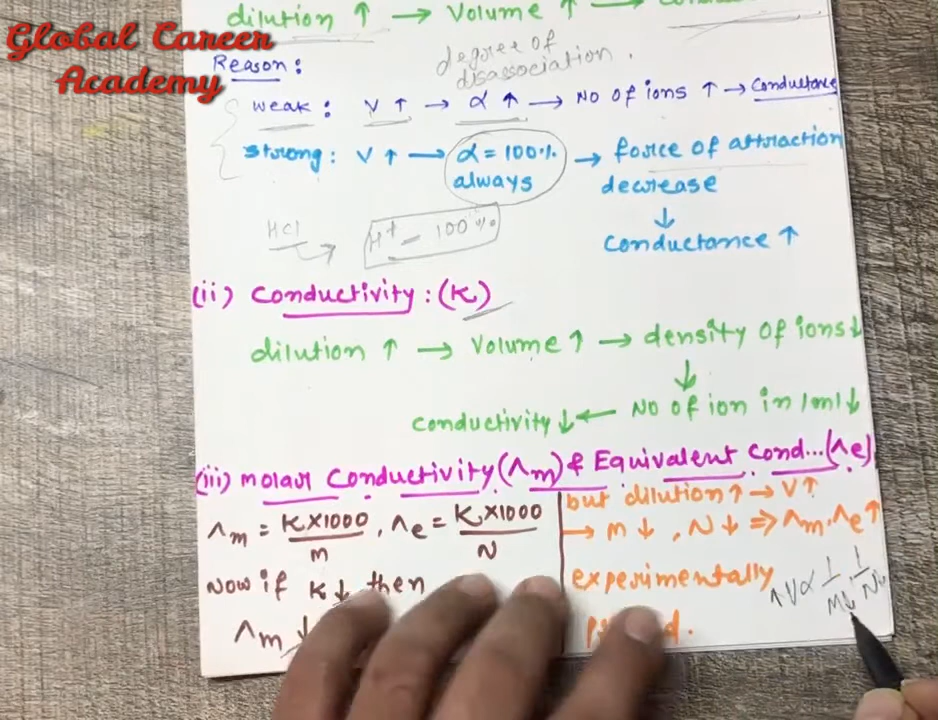 dilution ↑ → Volume ↑ →
Global Career
Academy
Reason:
degree of
disassociation.
weak: V ↑ → α ↑ → No of ions ↑ → Conductance
strong: V ↑ → α = 100% → force of attraction
always
decrease
↓
HCl → H+ = 100%
Conductance ↑
(ii) Conductivity: (K)
dilution ↑ → Volume ↑ → density of ions ↓
↓
Conductivity ↓ ← No of ion in 1ml ↓
(iii) Molar Conductivity (Λm) & Equivalent Cond...(Λe)
Λm = K×1000/m , Λe = K×1000/N
but dilution ↑ → V↑
→ M ↓ , N ↓ ⇒ Λm, Λe ↑
Now if K↓ then
experimentally
↑ V ∝ 1/M↓ , 1/N↓
Λm ↓